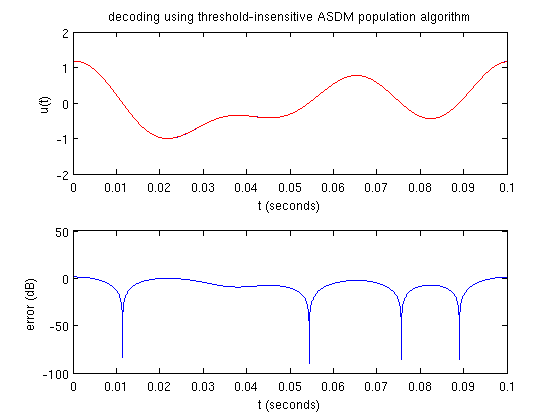 decoding using threshold-insensitive ASDM population algorithm
2
1
0
-1
-2
u(t)
0 0.01 0.02 0.03 0.04 0.05 0.06 0.07 0.08 0.09 0.1
t (seconds)
50
0
-50
-100
error (dB)
0 0.01 0.02 0.03 0.04 0.05 0.06 0.07 0.08 0.09 0.1
t (seconds)